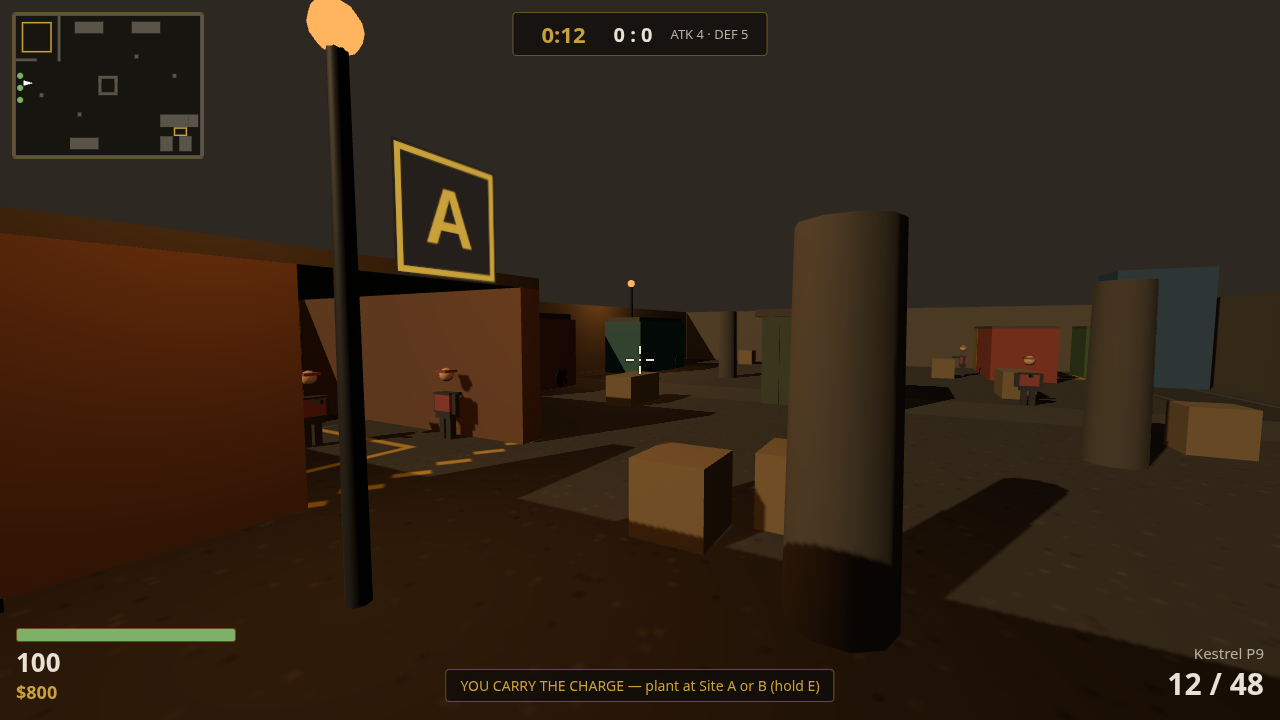 0:12 0 : 0 ATK 4 · DEF 5
A
100
$800
YOU CARRY THE CHARGE — plant at Site A or B (hold E)
Kestrel P9
12 / 48